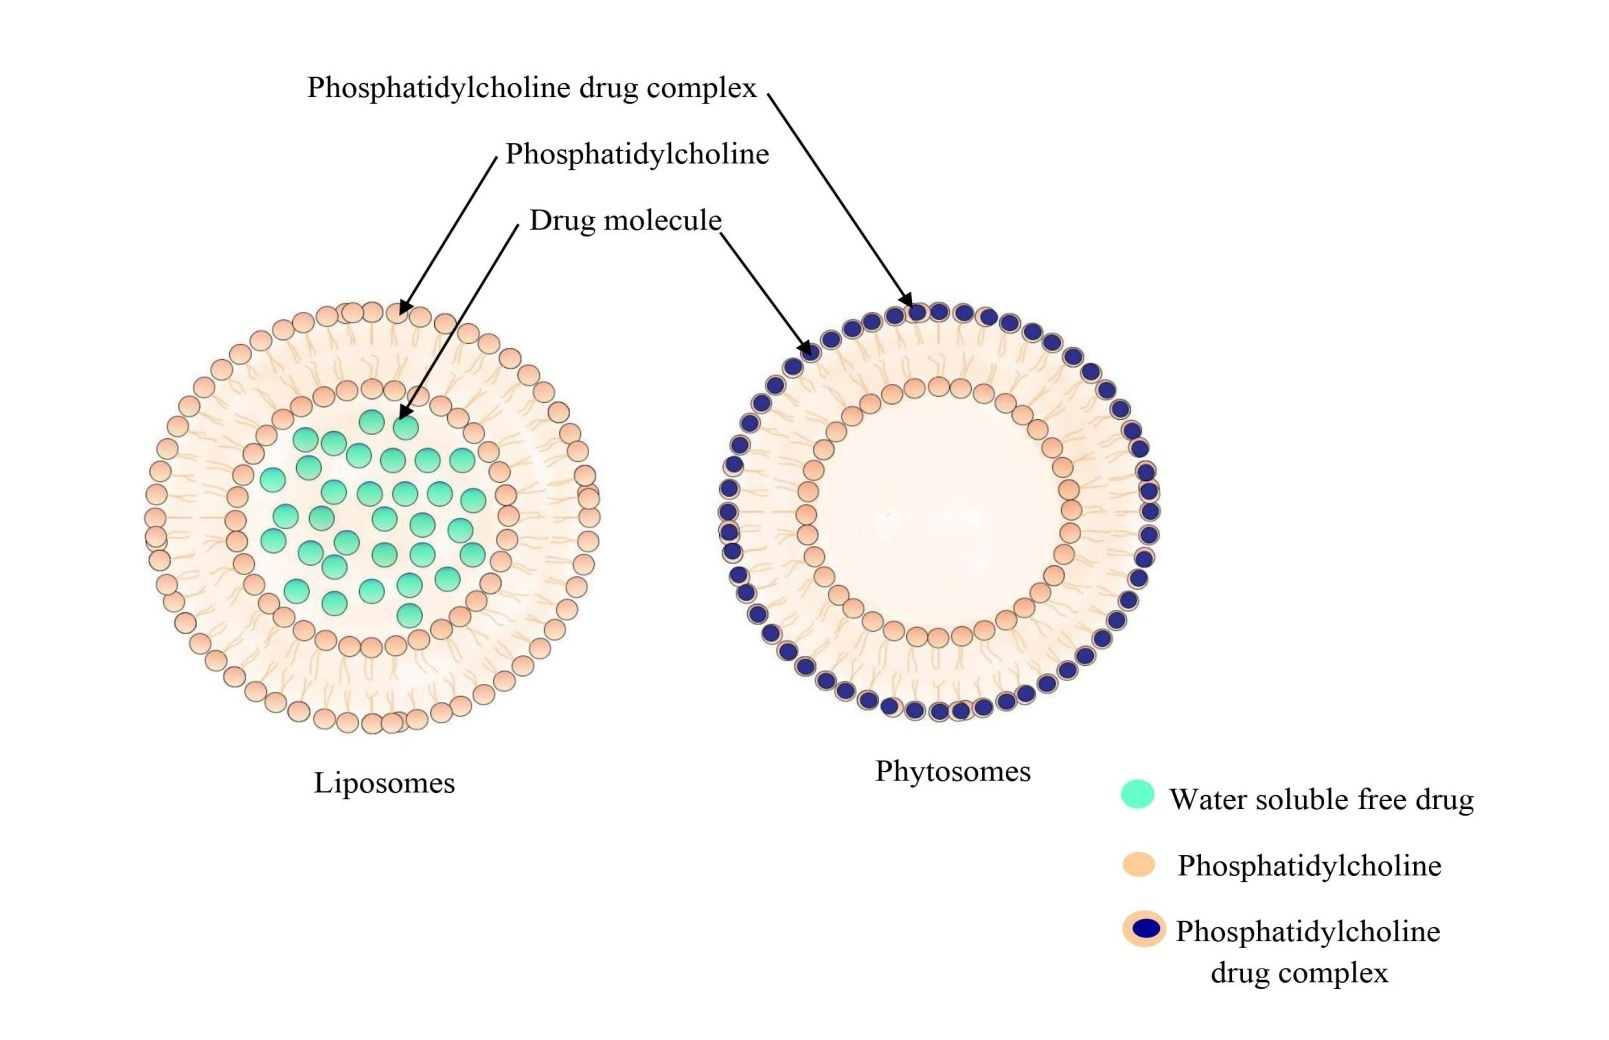 Phosphatidylcholine drug complex
Phosphatidylcholine
Drug molecule
Liposomes
Phytosomes
Water soluble free drug
Phosphatidylcholine
Phosphatidylcholine
drug complex